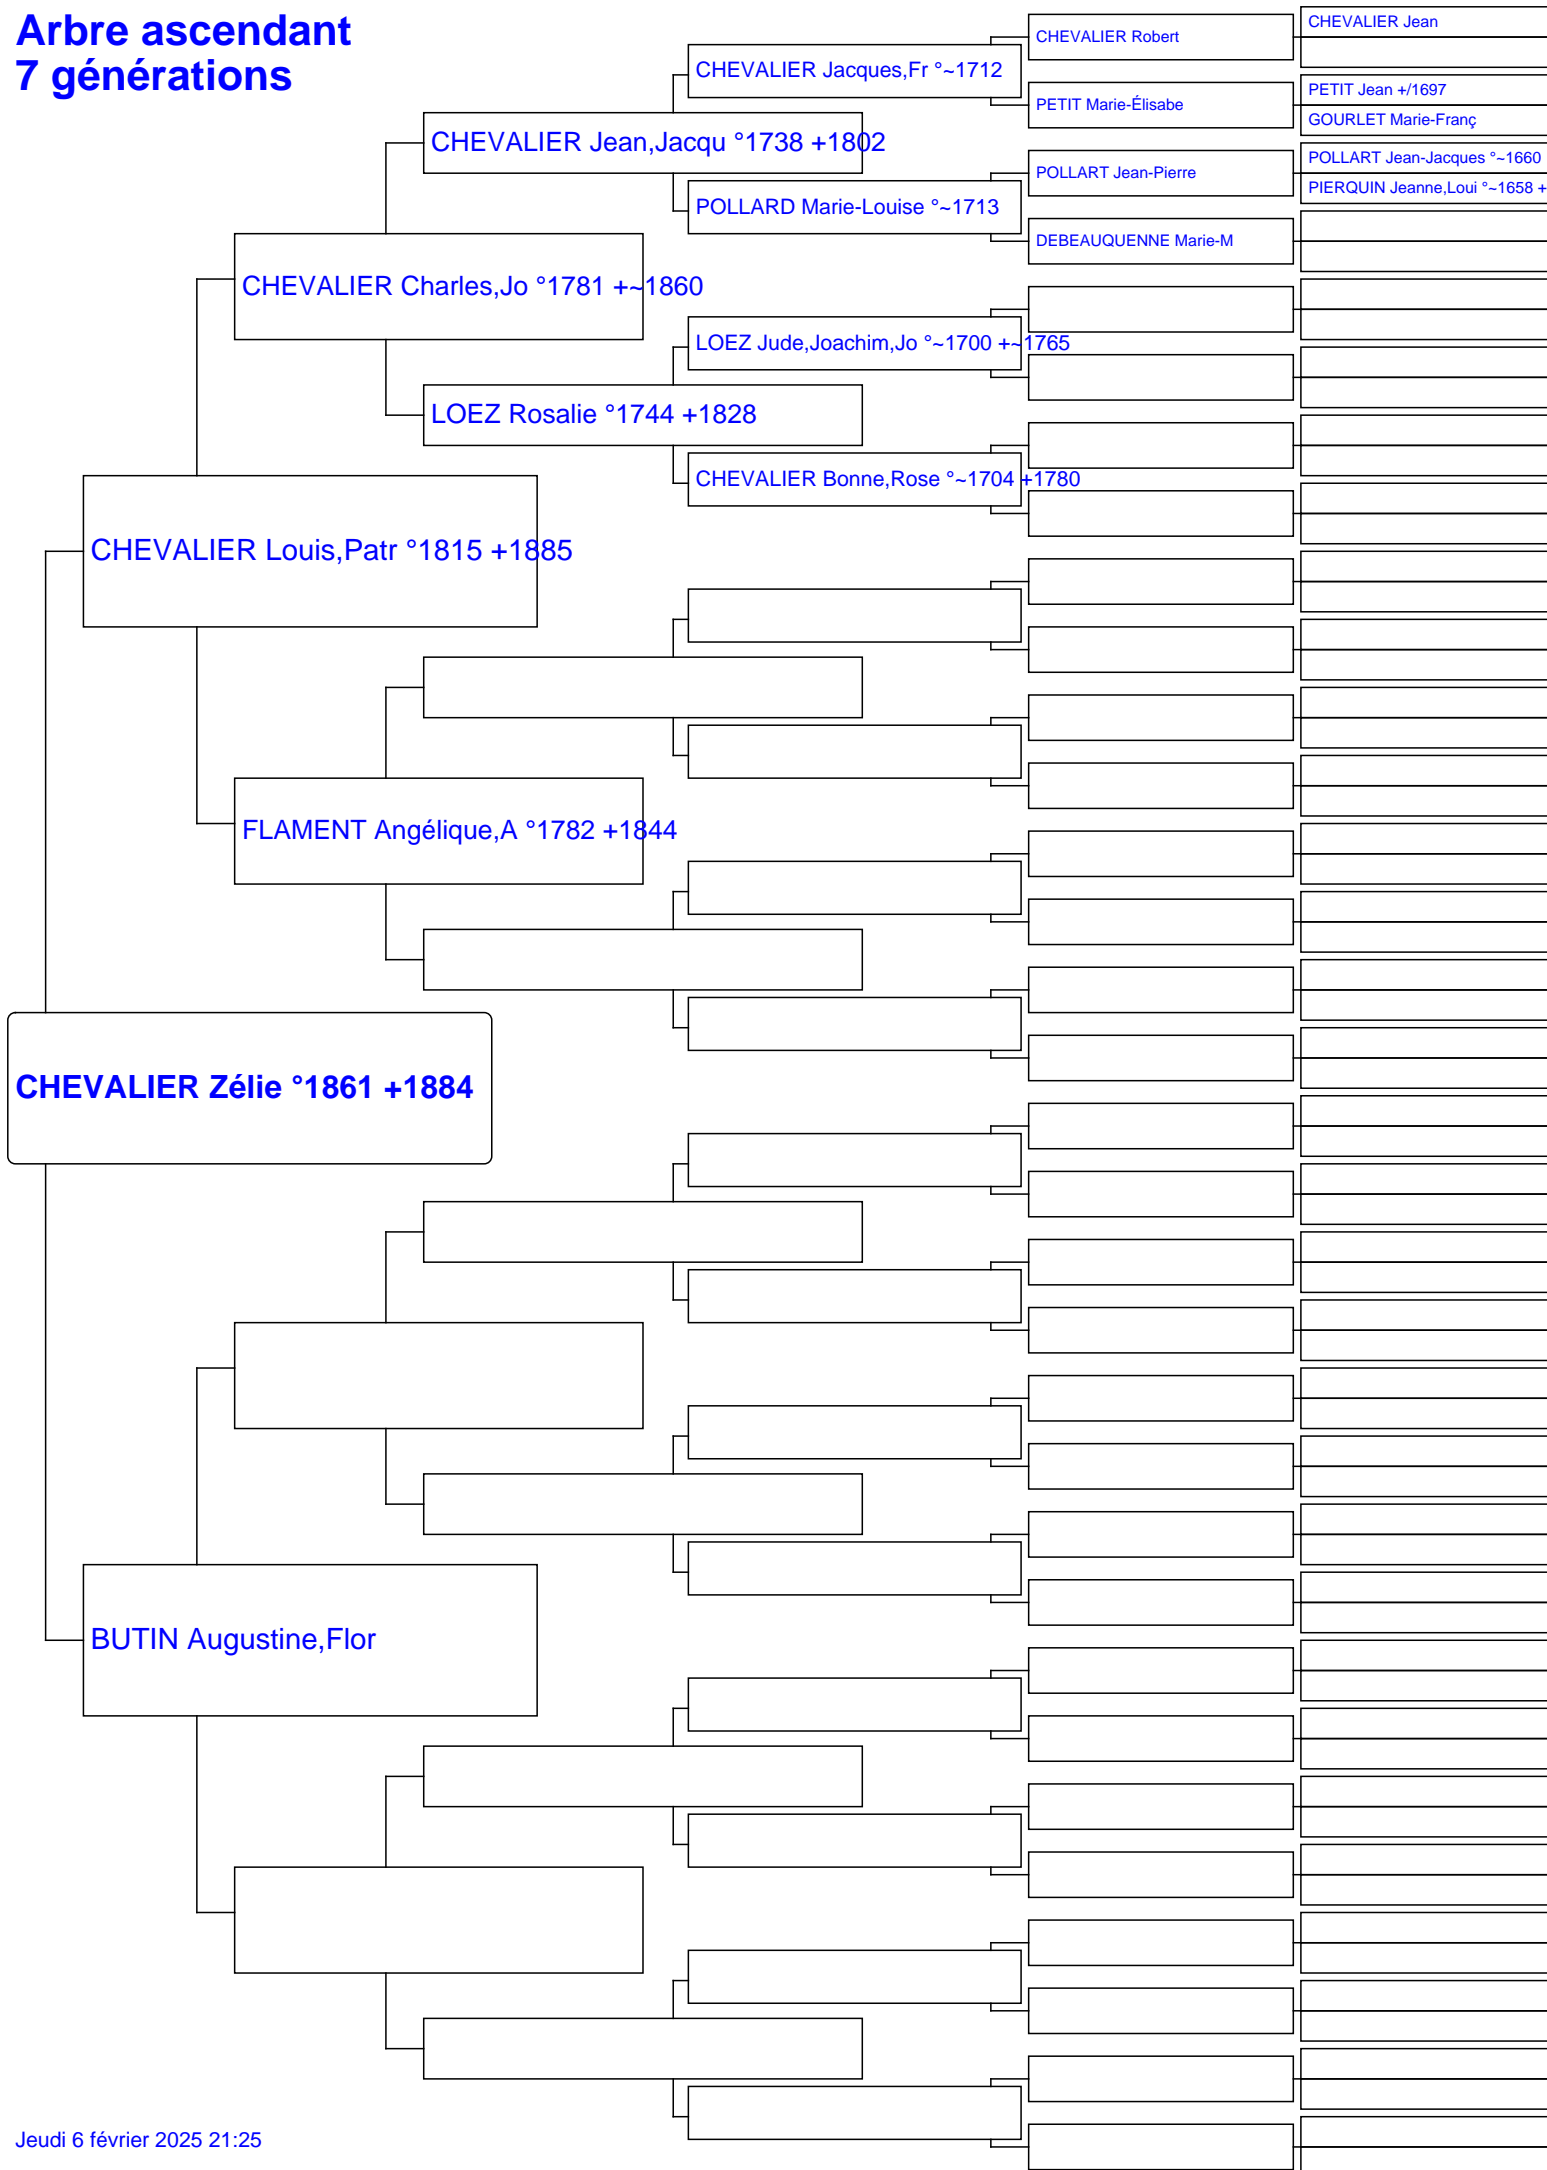 Arbre ascendant
7 générations
CHEVALIER Jean
CHEVALIER Robert
CHEVALIER Jacques,Fr °~1712
PETIT Jean +/1697
PETIT Marie-Élisabe
GOURLET Marie-Franç
CHEVALIER Jean,Jacqu °1738 +1802
POLLART Jean-Jacques °~1660
POLLART Jean-Pierre
PIERQUIN Jeanne,Loui °~1658 +
POLLARD Marie-Louise °~1713
DEBEAUQUENNE Marie-M
CHEVALIER Charles,Jo °1781 +~1860
LOEZ Jude,Joachim,Jo °~1700 +~1765
LOEZ Rosalie °1744 +1828
CHEVALIER Bonne,Rose °~1704 +1780
CHEVALIER Louis,Patr °1815 +1885
FLAMENT Angélique,A °1782 +1844
CHEVALIER Zélie °1861 +1884
BUTIN Augustine,Flor
Jeudi 6 février 2025 21:25